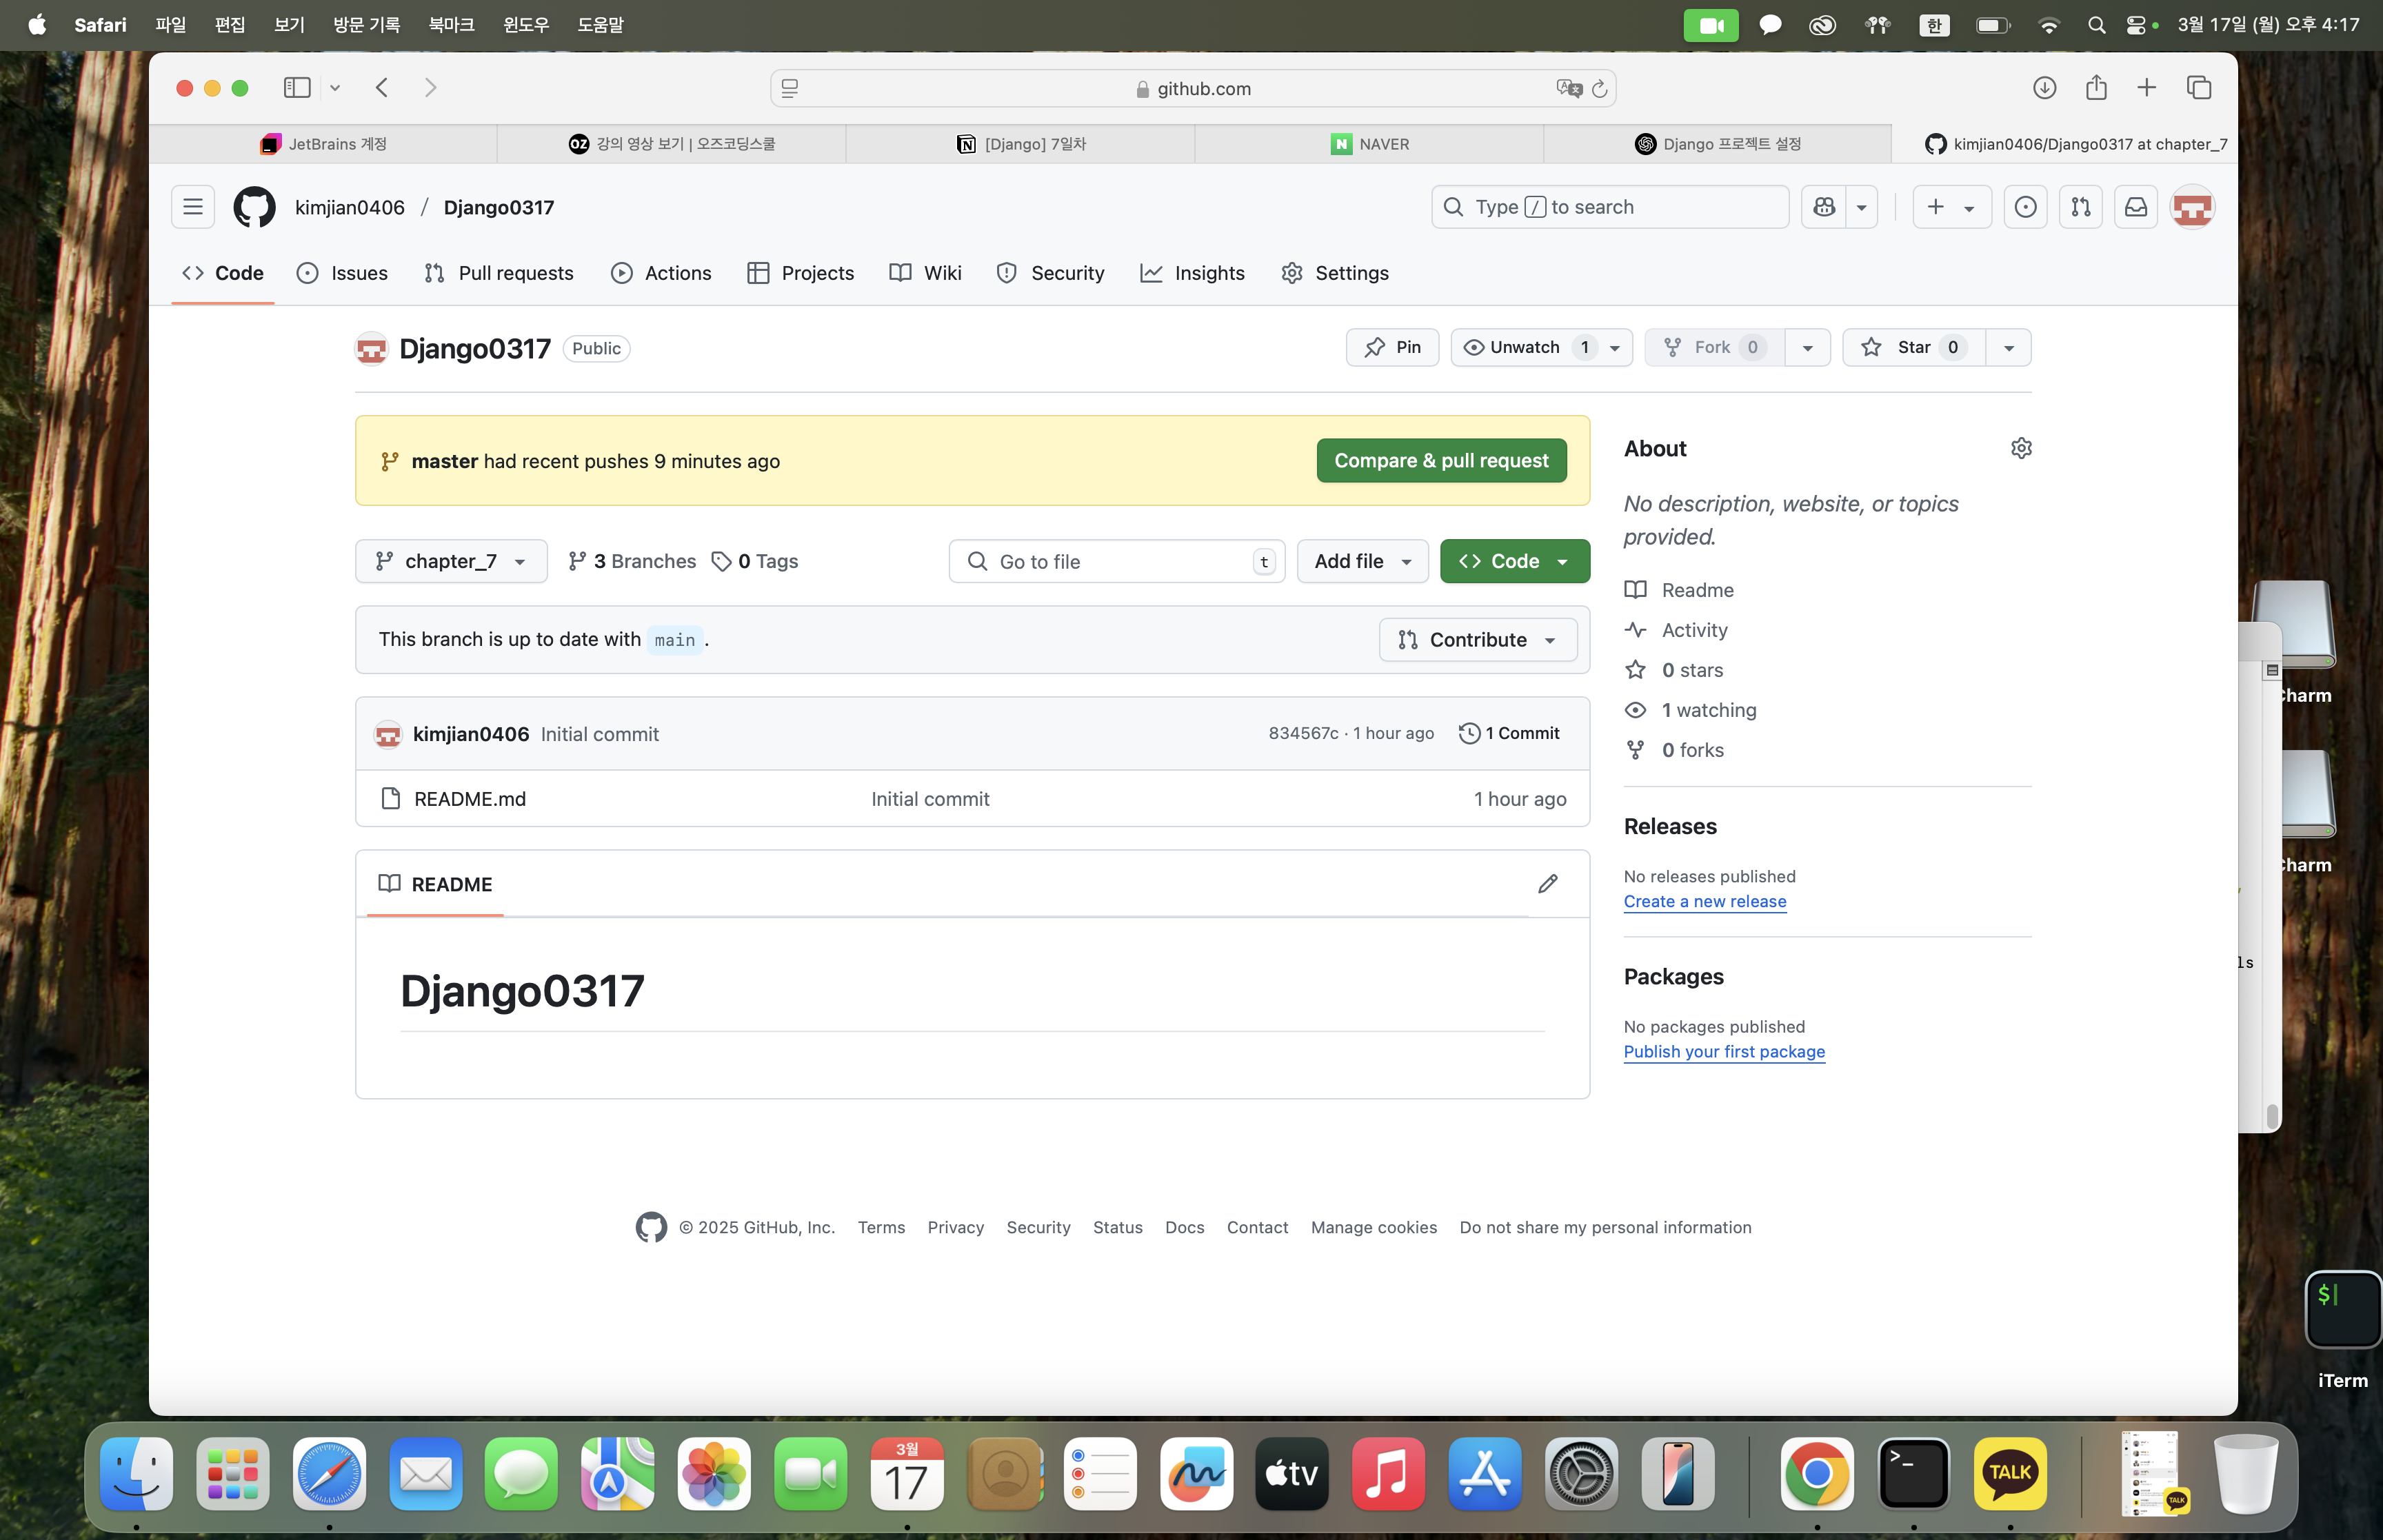 Safari 파일 편집 보기 방문 기록 북마크 윈도우 도움말 한 3월 17일 (월) 오후 4:17
github.com
JetBrains 계정
OZ 강의 영상 보기 | 오즈코딩스쿨
[Django] 7일차
N NAVER
Django 프로젝트 설정
kimjian0406/Django0317 at chapter_7
kimjian0406 / Django0317
Type / to search
Code Issues Pull requests Actions Projects Wiki Security Insights Settings
Django0317 Public
Pin Unwatch 1 Fork 0 Star 0
master had recent pushes 9 minutes ago
Compare & pull request
chapter_7 3 Branches 0 Tags
Go to file t
Add file
Code
This branch is up to date with main .
Contribute
kimjian0406 Initial commit
834567c · 1 hour ago 1 Commit
README.md Initial commit 1 hour ago
README
Django0317
About
No description, website, or topics
provided.
Readme
Activity
0 stars
1 watching
0 forks
Releases
No releases published
Create a new release
Packages
No packages published
Publish your first package
© 2025 GitHub, Inc. Terms Privacy Security Status Docs Contact Manage cookies Do not share my personal information
Charm
Charm
ls
$
iTerm
3월
17
tv
>_
TALK
TALK